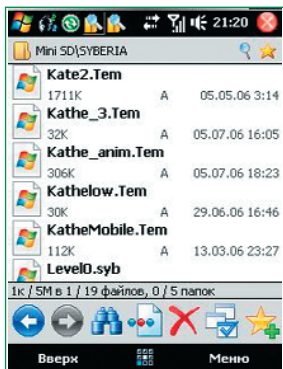 21:20
Mini SD\SYBERIA
Kate2.Tem
1711K A 05.05.06 3:14
Kathe_3.Tem
32K A 05.07.06 16:05
Kathe_anim.Tem
306K A 05.07.06 18:23
Kathelow.Tem
30K A 29.06.06 16:46
KatheMobile.Tem
112K A 13.03.06 23:27
Level0.syb
1к / 5М в 1 / 19 файлов, 0 / 5 папок
Вверх Меню